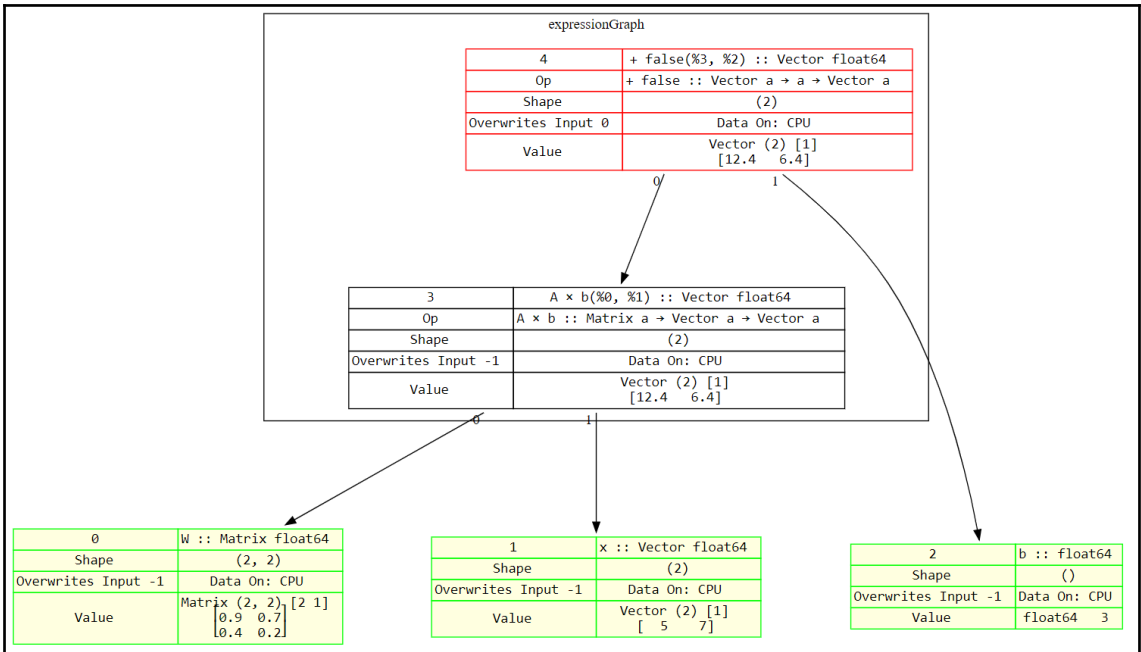 expressionGraph
4 + false(%3, %2) :: Vector float64
Op + false :: Vector a → a → Vector a
Shape (2)
Overwrites Input 0 Data On: CPU
Value Vector (2) [1]
[12.4 6.4]
0 1
3 A × b(%0, %1) :: Vector float64
Op A × b :: Matrix a → Vector a → Vector a
Shape (2)
Overwrites Input -1 Data On: CPU
Value Vector (2) [1]
[12.4 6.4]
0 1
0 W :: Matrix float64
Shape (2, 2)
Overwrites Input -1 Data On: CPU
Value Matrix (2, 2) [2 1]
⎡0.9 0.7⎤
⎣0.4 0.2⎦
1 x :: Vector float64
Shape (2)
Overwrites Input -1 Data On: CPU
Value Vector (2) [1]
[ 5 7]
2 b :: float64
Shape ()
Overwrites Input -1 Data On: CPU
Value float64 3